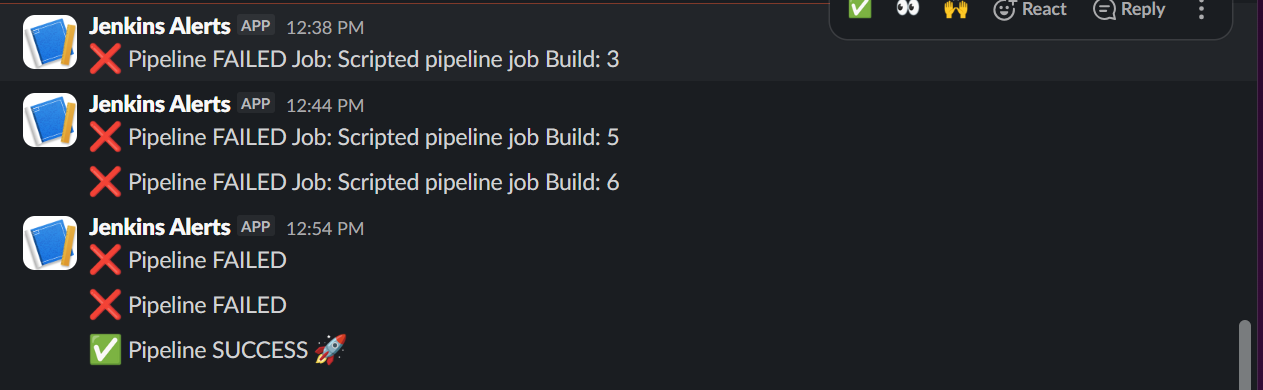 Jenkins Alerts APP 12:38 PM
✅ 👀 🙌 React Reply
❌ Pipeline FAILED Job: Scripted pipeline job Build: 3
Jenkins Alerts APP 12:44 PM
❌ Pipeline FAILED Job: Scripted pipeline job Build: 5
❌ Pipeline FAILED Job: Scripted pipeline job Build: 6
Jenkins Alerts APP 12:54 PM
❌ Pipeline FAILED
❌ Pipeline FAILED
✅ Pipeline SUCCESS 🚀